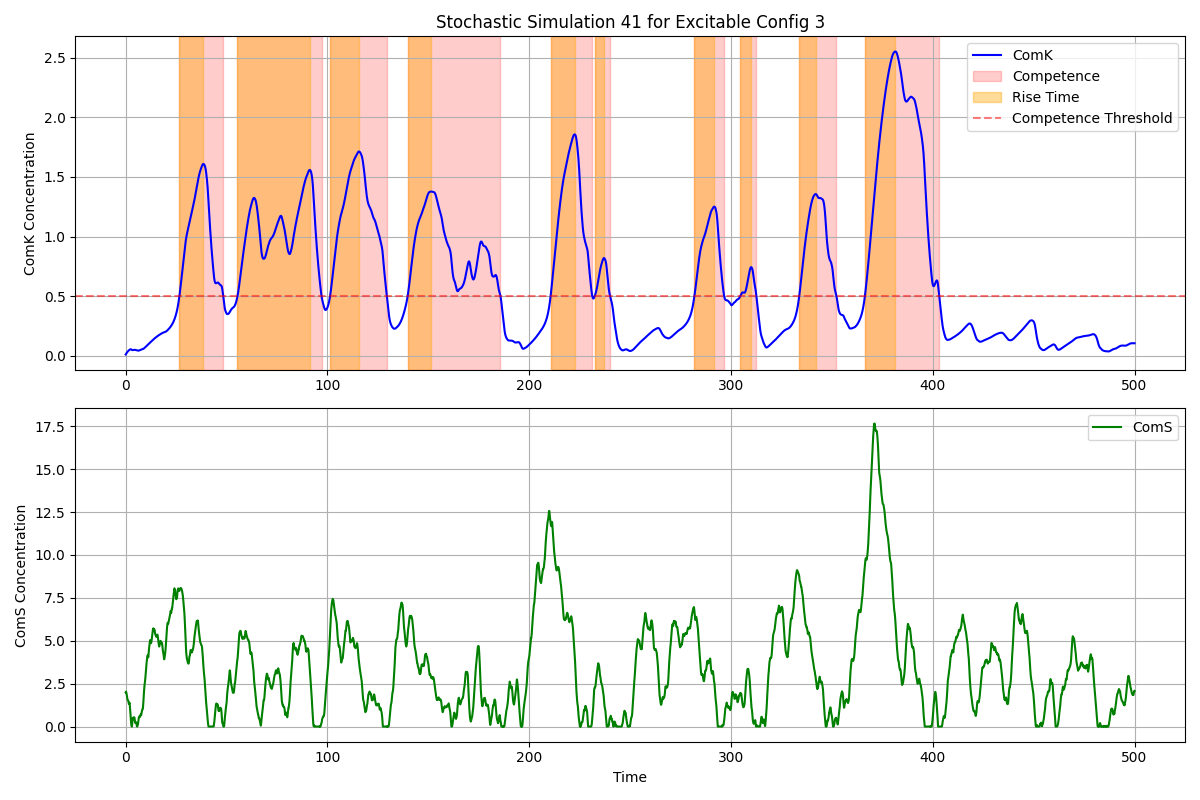 Stochastic Simulation 41 for Excitable Config 3
ComK Concentration
2.5
2.0
1.5
1.0
0.5
0.0
ComK
Competence
Rise Time
Competence Threshold
0 100 200 300 400 500
ComS Concentration
17.5
15.0
12.5
10.0
7.5
5.0
2.5
0.0
ComS
0 100 200 300 400 500
Time